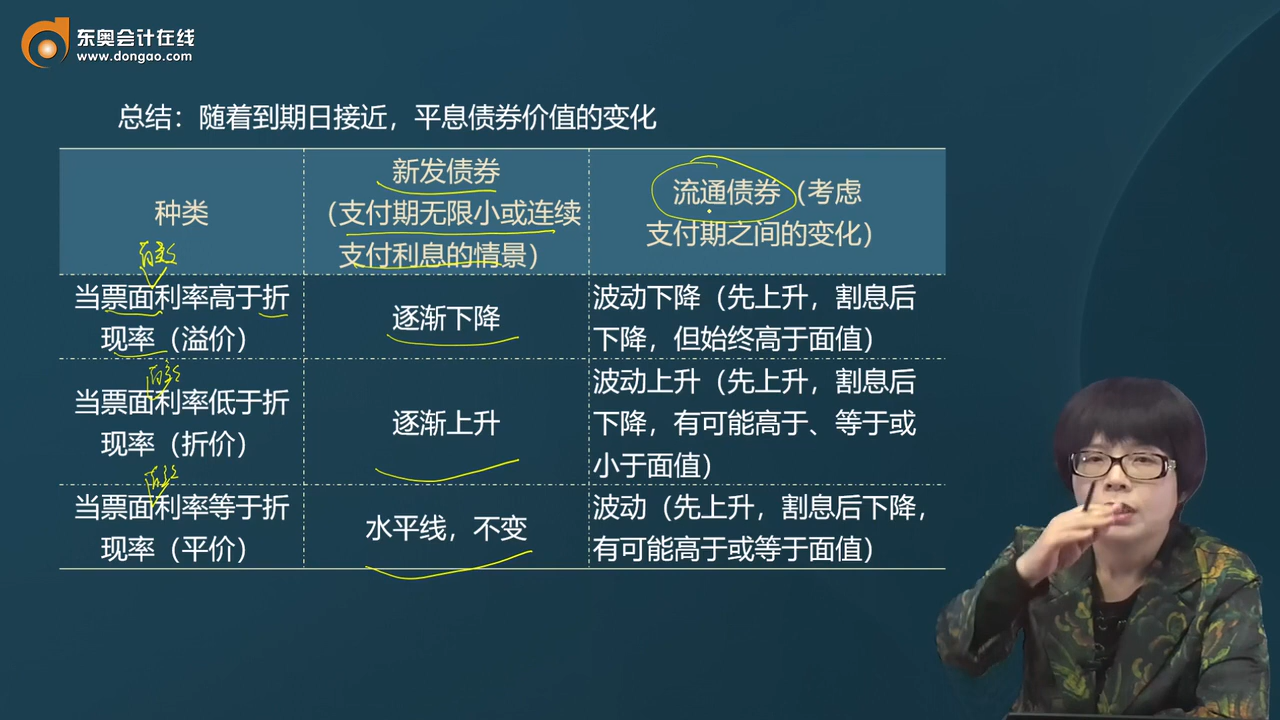 东奥会计在线
www.dongao.com
总结：随着到期日接近，平息债券价值的变化
种类
新发债券
（支付期无限小或连续
支付利息的情景）
流通债券（考虑
支付期之间的变化）
当票面利率高于折
现率（溢价）
逐渐下降
波动下降（先上升，割息后
下降，但始终高于面值）
当票面利率低于折
现率（折价）
逐渐上升
波动上升（先上升，割息后
下降，有可能高于、等于或
小于面值）
当票面利率等于折
现率（平价）
水平线，不变
波动（先上升，割息后下降，
有可能高于或等于面值）